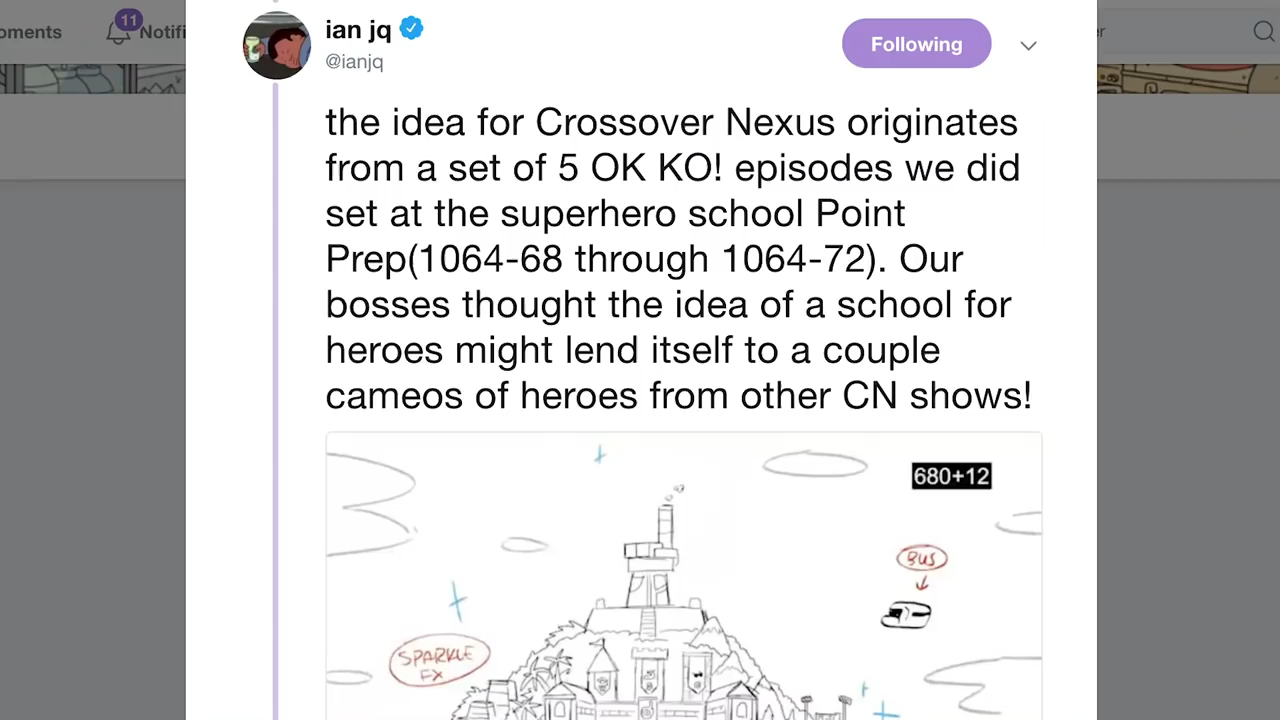 oments
11
Notifi
er
ian jq
@ianjq
Following
the idea for Crossover Nexus originates
from a set of 5 OK KO! episodes we did
set at the superhero school Point
Prep(1064-68 through 1064-72). Our
bosses thought the idea of a school for
heroes might lend itself to a couple
cameos of heroes from other CN shows!
680+12
BUS
SPARKLE
FX